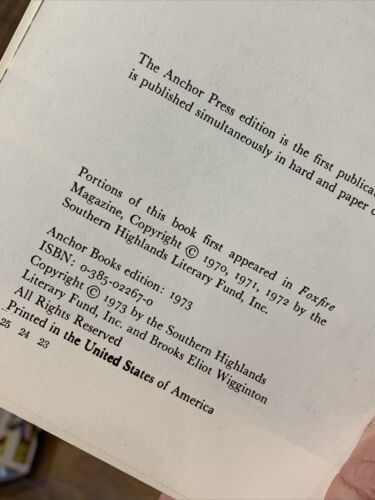 The Anchor Press edition is the first publica
is published simultaneously in hard and paper
Portions of this book first appeared in Foxfire
Magazine, Copyright © 1970, 1971, 1972 by the
Southern Highlands Literary Fund, Inc.
Anchor Books edition: 1973
ISBN: 0-385-02267-0
Copyright © 1973 by the Southern Highlands
Literary Fund, Inc. and Brooks Eliot Wigginton
All Rights Reserved
Printed in the United States of America
25 24 23